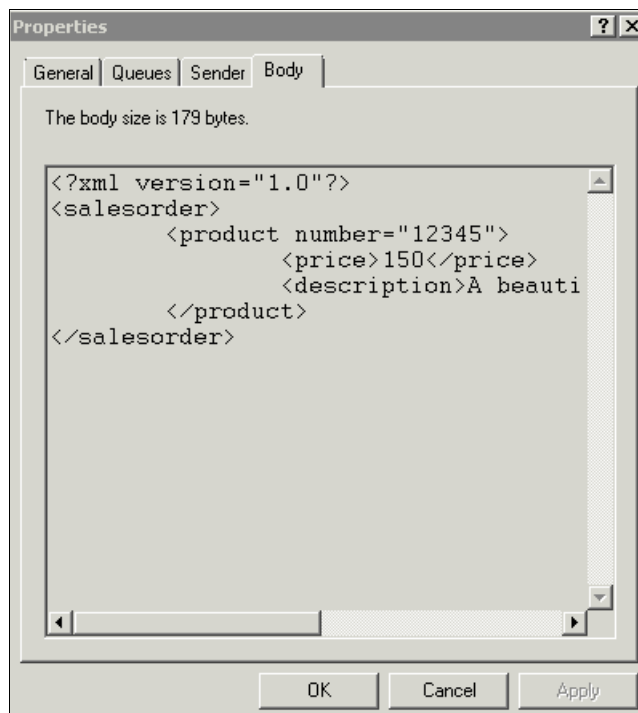 Properties
General Queues Sender Body
The body size is 179 bytes.
<?xml version="1.0"?>
<salesorder>
<product number="12345">
<price>150</price>
<description>A beauti
</product>
</salesorder>
OK Cancel Apply